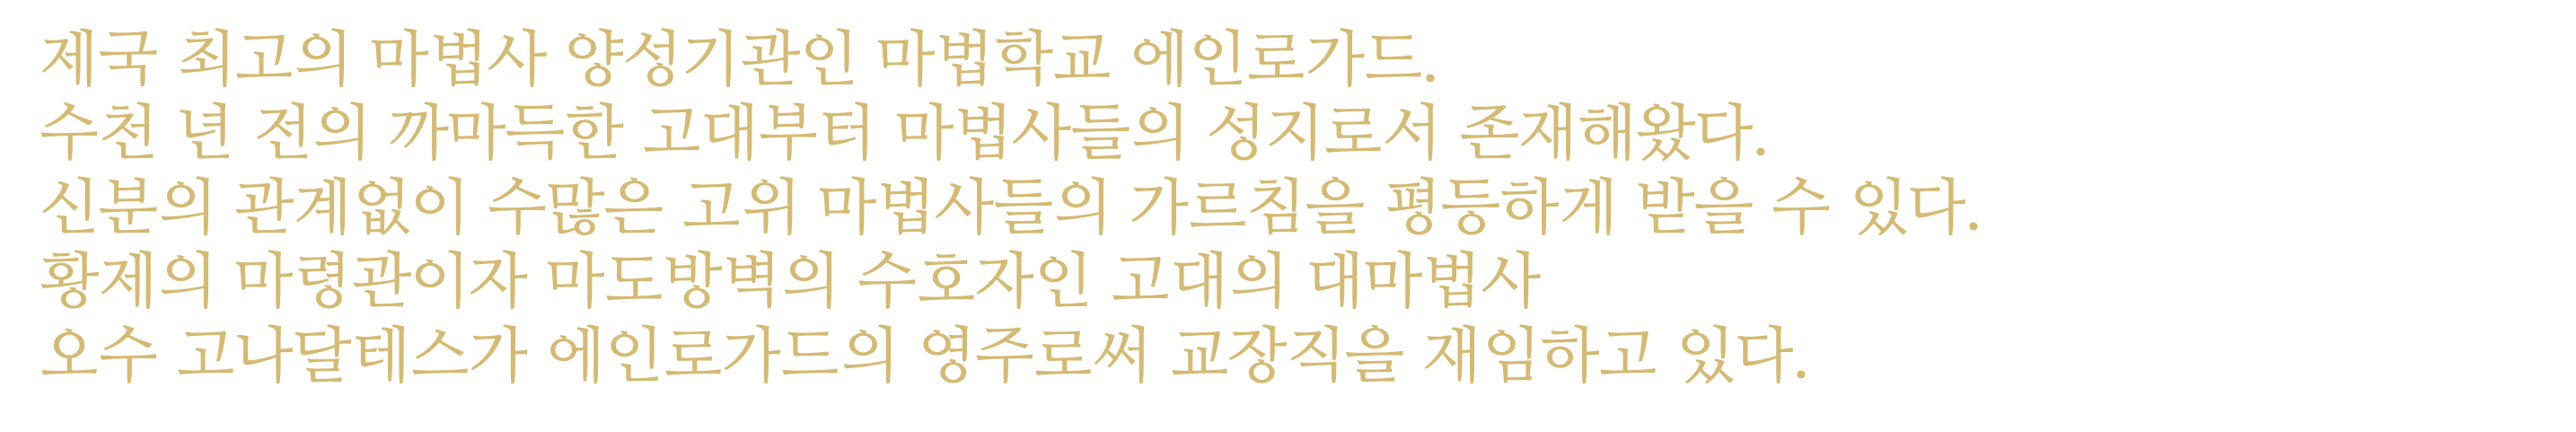 제국 최고의 마법사 양성기관인 마법학교 에인로가드.
수천 년 전의 까마득한 고대부터 마법사들의 성지로서 존재해왔다.
신분의 관계없이 수많은 고위 마법사들의 가르침을 평등하게 받을 수 있다.
황제의 마령관이자 마도방벽의 수호자인 고대의 대마법사
오수 고나달테스가 에인로가드의 영주로써 교장직을 재임하고 있다.